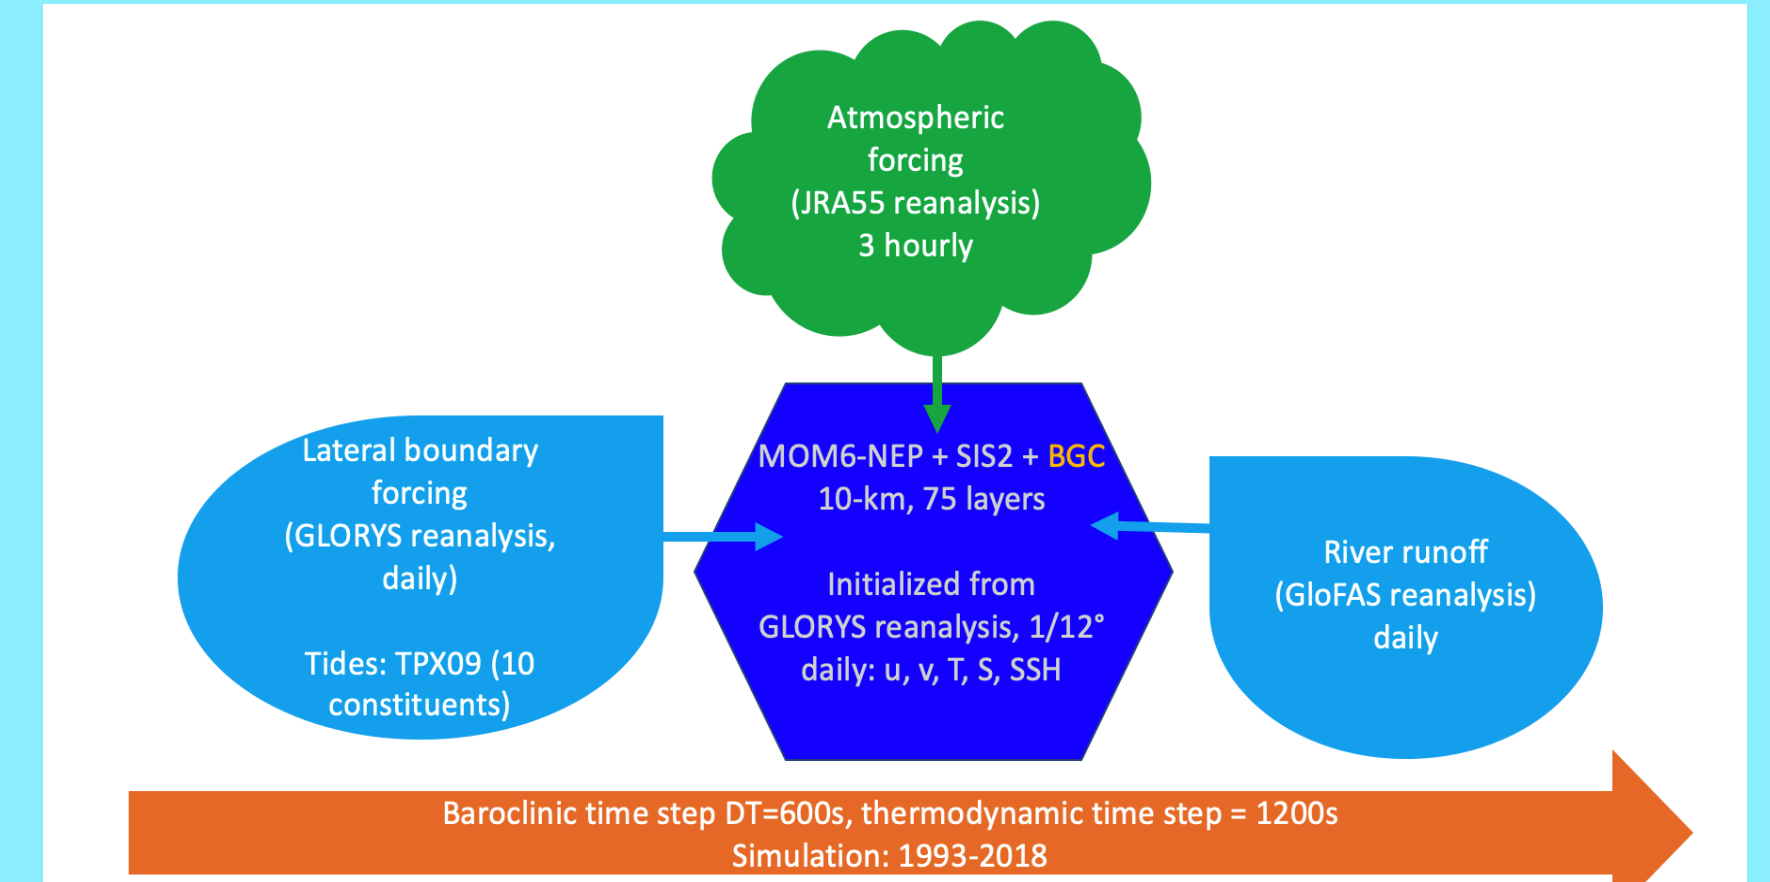 Atmospheric
forcing
(JRA55 reanalysis)
3 hourly
Lateral boundary
forcing
(GLORYS reanalysis,
daily)
Tides: TPX09 (10
constituents)
MOM6-NEP + SIS2 + BGC
10-km, 75 layers
Initialized from
GLORYS reanalysis, 1/12°
daily: u, v, T, S, SSH
River runoff
(GloFAS reanalysis)
daily
Baroclinic time step DT=600s, thermodynamic time step = 1200s
Simulation: 1993-2018